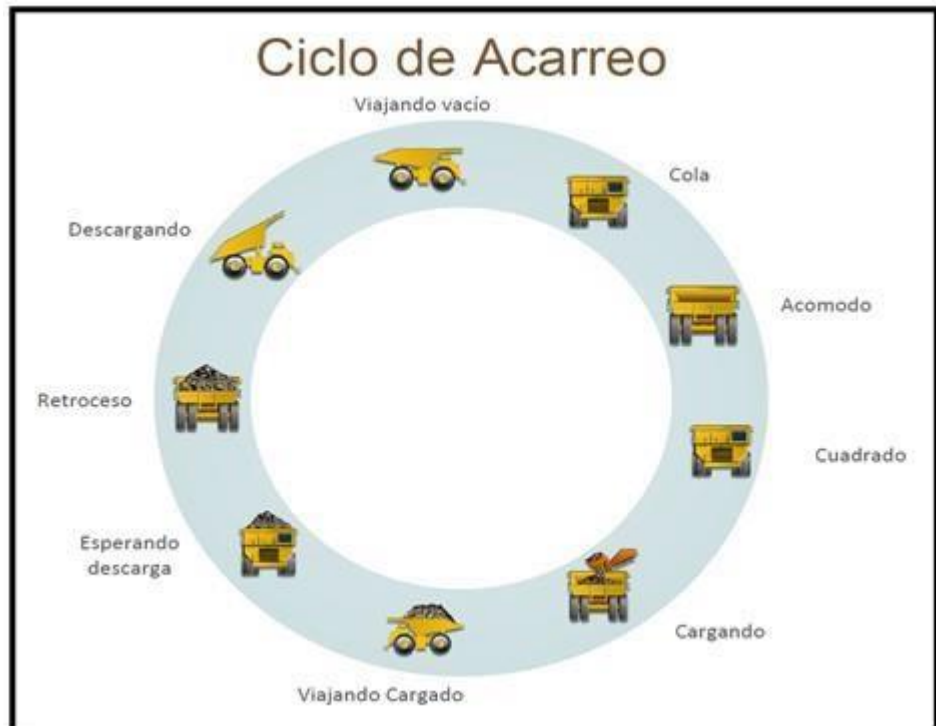 Ciclo de Acarreo
Viajando vacío
Cola
Acomodo
Cuadrado
Cargando
Viajando Cargado
Esperando
descarga
Retroceso
Descargando